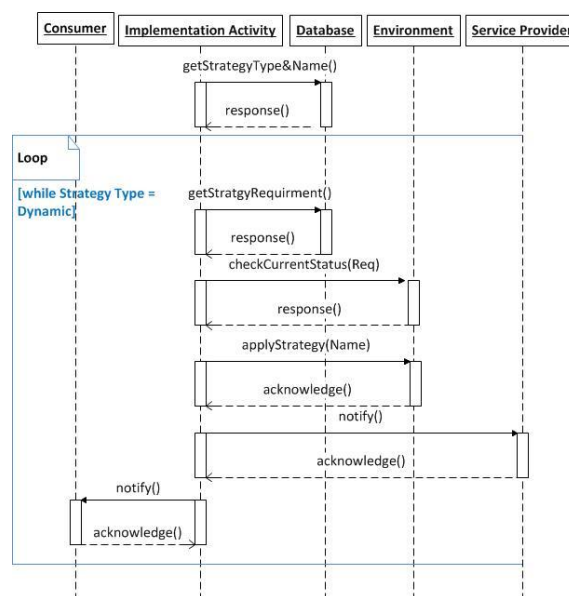 Consumer
Implementation Activity
Database
Environment
Service Provider
getStrategyType&Name()
response()
Loop
[while Strategy Type =
Dynamic]
getStratgyRequirment()
response()
checkCurrentStatus(Req)
response()
applyStrategy(Name)
acknowledge()
notify()
acknowledge()
notify()
acknowledge()